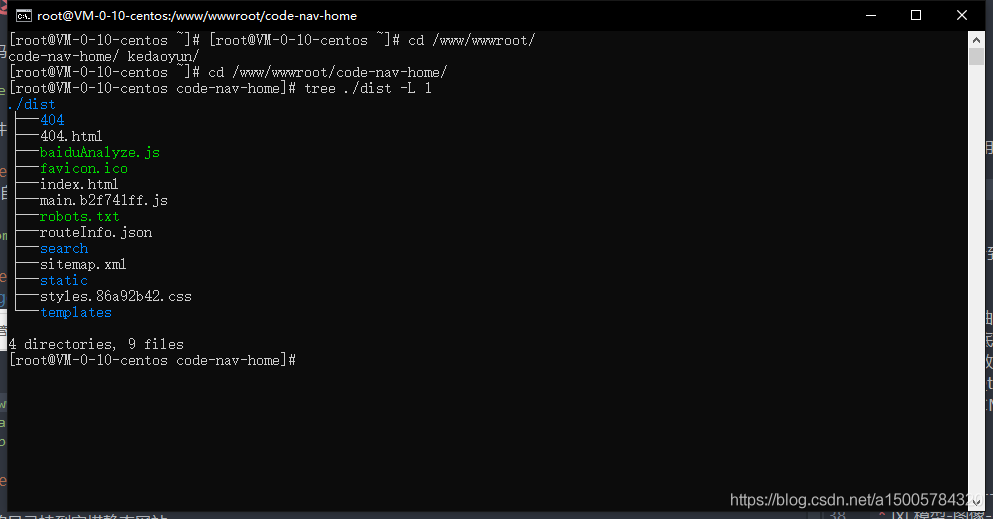 root@VM-0-10-centos:/www/wwwroot/code-nav-home
[root@VM-0-10-centos ~]# [root@VM-0-10-centos ~]# cd /www/wwwroot/
code-nav-home/ kedaoyun/
[root@VM-0-10-centos ~]# cd /www/wwwroot/code-nav-home/
[root@VM-0-10-centos code-nav-home]# tree ./dist -L 1
./dist
├──404
├──404.html
├──baiduAnalyze.js
├──favicon.ico
├──index.html
├──main.b2f741ff.js
├──robots.txt
├──routeInfo.json
├──search
├──sitemap.xml
├──static
├──styles.86a92b42.css
└──templates
4 directories, 9 files
[root@VM-0-10-centos code-nav-home]#
https://blog.csdn.net/a1500578432